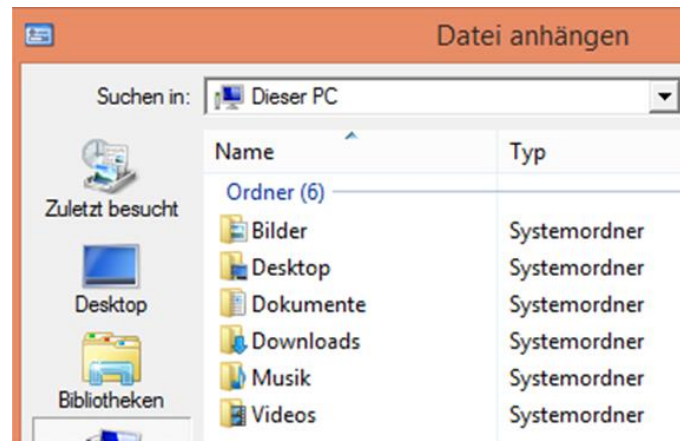 Datei anhängen
Suchen in: Dieser PC
Name Typ
Ordner (6)
Bilder Systemordner
Desktop Systemordner
Dokumente Systemordner
Downloads Systemordner
Musik Systemordner
Videos Systemordner
Zuletzt besucht
Desktop
Bibliotheken